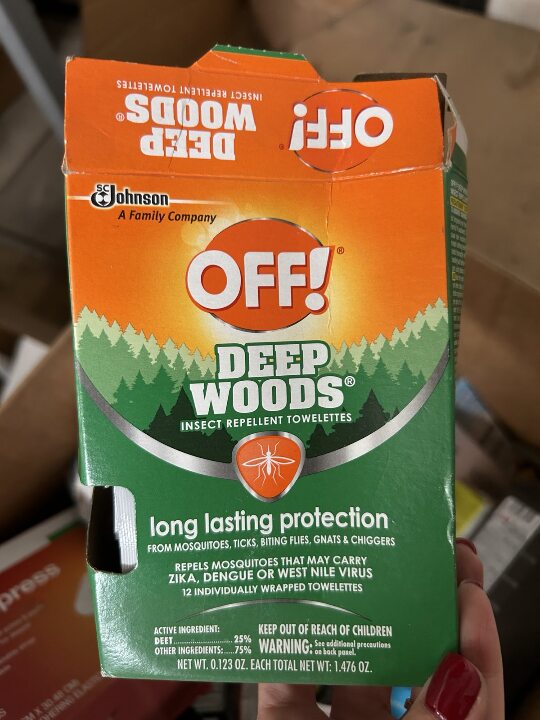 INSECT REPELLENT TOWELETTES
DEEP
WOODS®
OFF!®
SC Johnson
A Family Company
OFF!®
DEEP
WOODS®
INSECT REPELLENT TOWELETTES
long lasting protection
FROM MOSQUITOES, TICKS, BITING FLIES, GNATS & CHIGGERS
REPELS MOSQUITOES THAT MAY CARRY
ZIKA, DENGUE OR WEST NILE VIRUS
12 INDIVIDUALLY WRAPPED TOWELETTES
ACTIVE INGREDIENT:
DEET..................... 25%
OTHER INGREDIENTS:.....75%
KEEP OUT OF REACH OF CHILDREN
WARNING: See additional precautions
on back panel.
NET WT. 0.123 OZ. EACH TOTAL NET WT: 1.476 OZ.
press